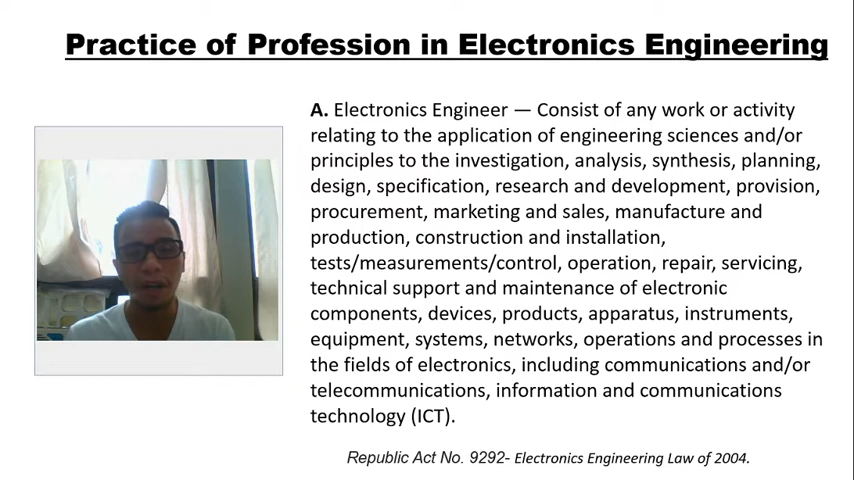 Practice of Profession in Electronics Engineering
A. Electronics Engineer — Consist of any work or activity
relating to the application of engineering sciences and/or
principles to the investigation, analysis, synthesis, planning,
design, specification, research and development, provision,
procurement, marketing and sales, manufacture and
production, construction and installation,
tests/measurements/control, operation, repair, servicing,
technical support and maintenance of electronic
components, devices, products, apparatus, instruments,
equipment, systems, networks, operations and processes in
the fields of electronics, including communications and/or
telecommunications, information and communications
technology (ICT).
Republic Act No. 9292- Electronics Engineering Law of 2004.